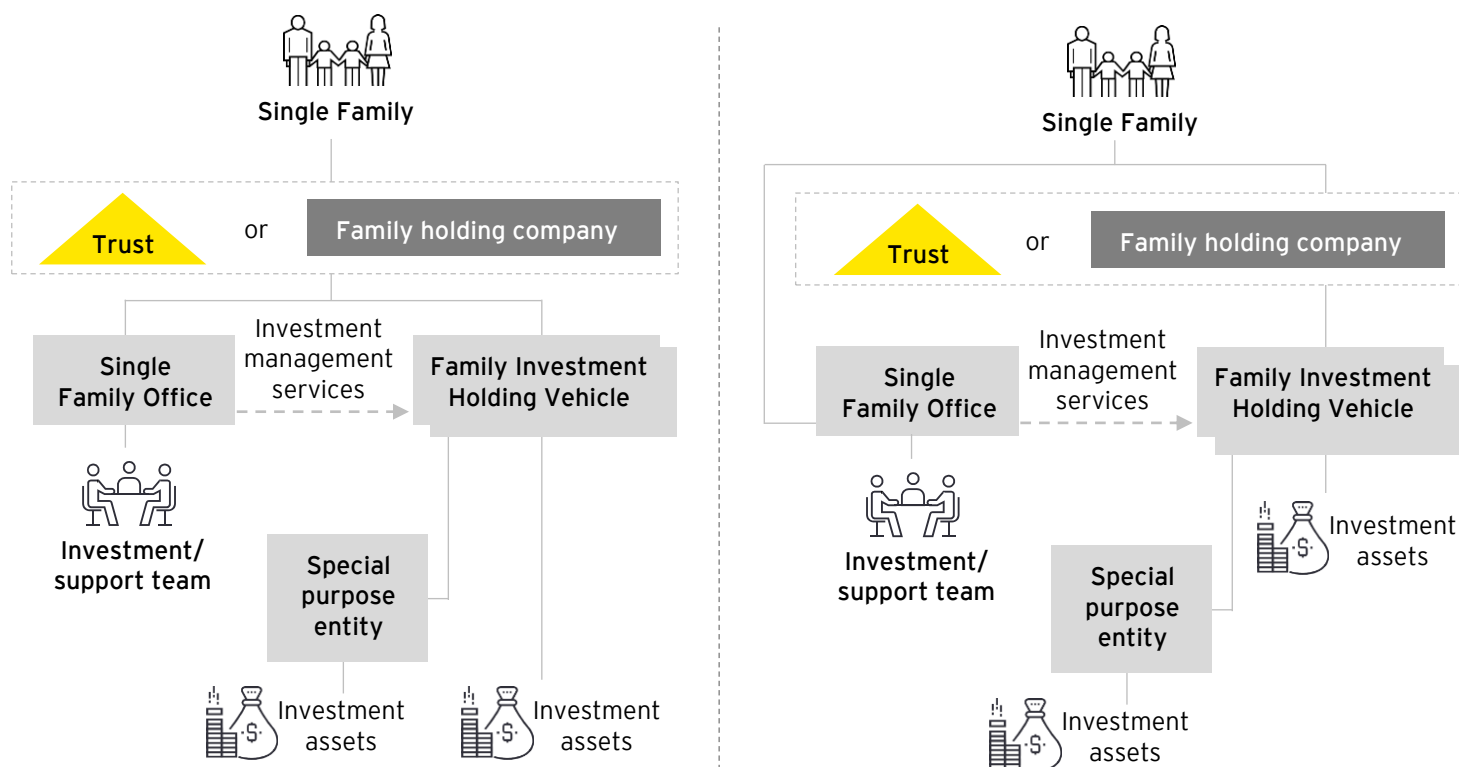 Single Family
Trust
or
Family holding company
Single
Family Office
Investment
management
services
Family Investment
Holding Vehicle
Investment/
support team
Special
purpose
entity
$
Investment
assets
$
Investment
assets
Single Family
Trust
or
Family holding company
Single
Family Office
Investment
management
services
Family Investment
Holding Vehicle
Investment/
support team
$
Investment
assets
Special
purpose
entity
$
Investment
assets